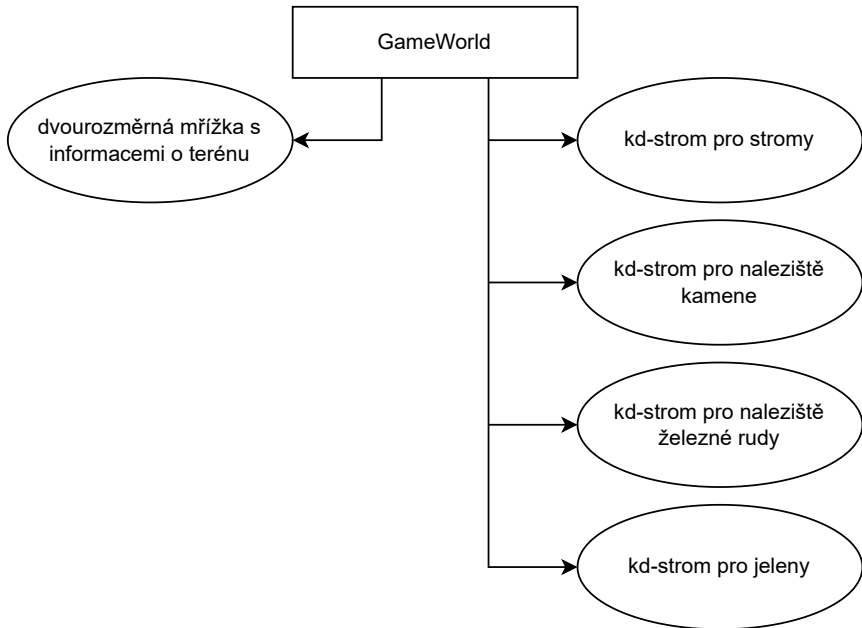 GameWorld
dvourozměrná mřížka s
informacemi o terénu
kd-strom pro stromy
kd-strom pro naleziště
kamene
kd-strom pro naleziště
železné rudy
kd-strom pro jeleny